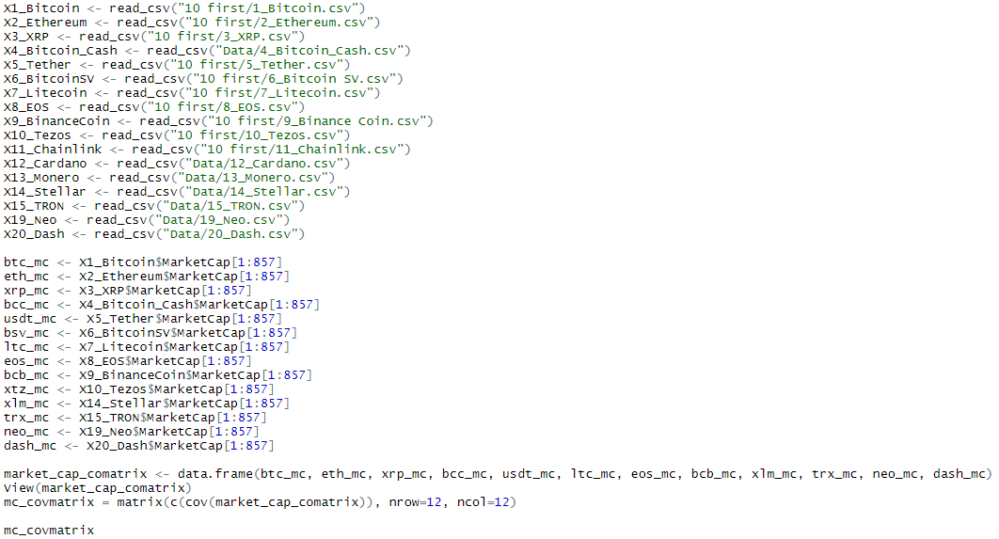 X1_Bitcoin <- read_csv("10 first/1_Bitcoin.csv")
X2_Ethereum <- read_csv("10 first/2_Ethereum.csv")
X3_XRP <- read_csv("10 first/3_XRP.csv")
X4_Bitcoin_Cash <- read_csv("Data/4_Bitcoin_Cash.csv")
X5_Tether <- read_csv("10 first/5_Tether.csv")
X6_BitcoinSV <- read_csv("10 first/6_Bitcoin SV.csv")
X7_Litecoin <- read_csv("10 first/7_Litecoin.csv")
X8_EOS <- read_csv("10 first/8_EOS.csv")
X9_BinanceCoin <- read_csv("10 first/9_Binance Coin.csv")
X10_Tezos <- read_csv("10 first/10_Tezos.csv")
X11_Chainlink <- read_csv("10 first/11_Chainlink.csv")
X12_Cardano <- read_csv("Data/12_Cardano.csv")
X13_Monero <- read_csv("Data/13_Monero.csv")
X14_Stellar <- read_csv("Data/14_Stellar.csv")
X15_TRON <- read_csv("Data/15_TRON.csv")
X19_Neo <- read_csv("Data/19_Neo.csv")
X20_Dash <- read_csv("Data/20_Dash.csv")
btc_mc <- X1_Bitcoin$MarketCap[1:857]
eth_mc <- X2_Ethereum$MarketCap[1:857]
xrp_mc <- X3_XRP$MarketCap[1:857]
bcc_mc <- X4_Bitcoin_Cash$MarketCap[1:857]
usdt_mc <- X5_Tether$MarketCap[1:857]
bsv_mc <- X6_BitcoinSV$MarketCap[1:857]
ltc_mc <- X7_Litecoin$MarketCap[1:857]
eos_mc <- X8_EOS$MarketCap[1:857]
bcb_mc <- X9_BinanceCoin$MarketCap[1:857]
xtz_mc <- X10_Tezos$MarketCap[1:857]
xlm_mc <- X14_Stellar$MarketCap[1:857]
trx_mc <- X15_TRON$MarketCap[1:857]
neo_mc <- X19_Neo$MarketCap[1:857]
dash_mc <- X20_Dash$MarketCap[1:857]
market_cap_comatrix <- data.frame(btc_mc, eth_mc, xrp_mc, bcc_mc, usdt_mc, ltc_mc, eos_mc, bcb_mc, xlm_mc, trx_mc, neo_mc, dash_mc)
View(market_cap_comatrix)
mc_covmatrix = matrix(c(cov(market_cap_comatrix)), nrow=12, ncol=12)
mc_covmatrix